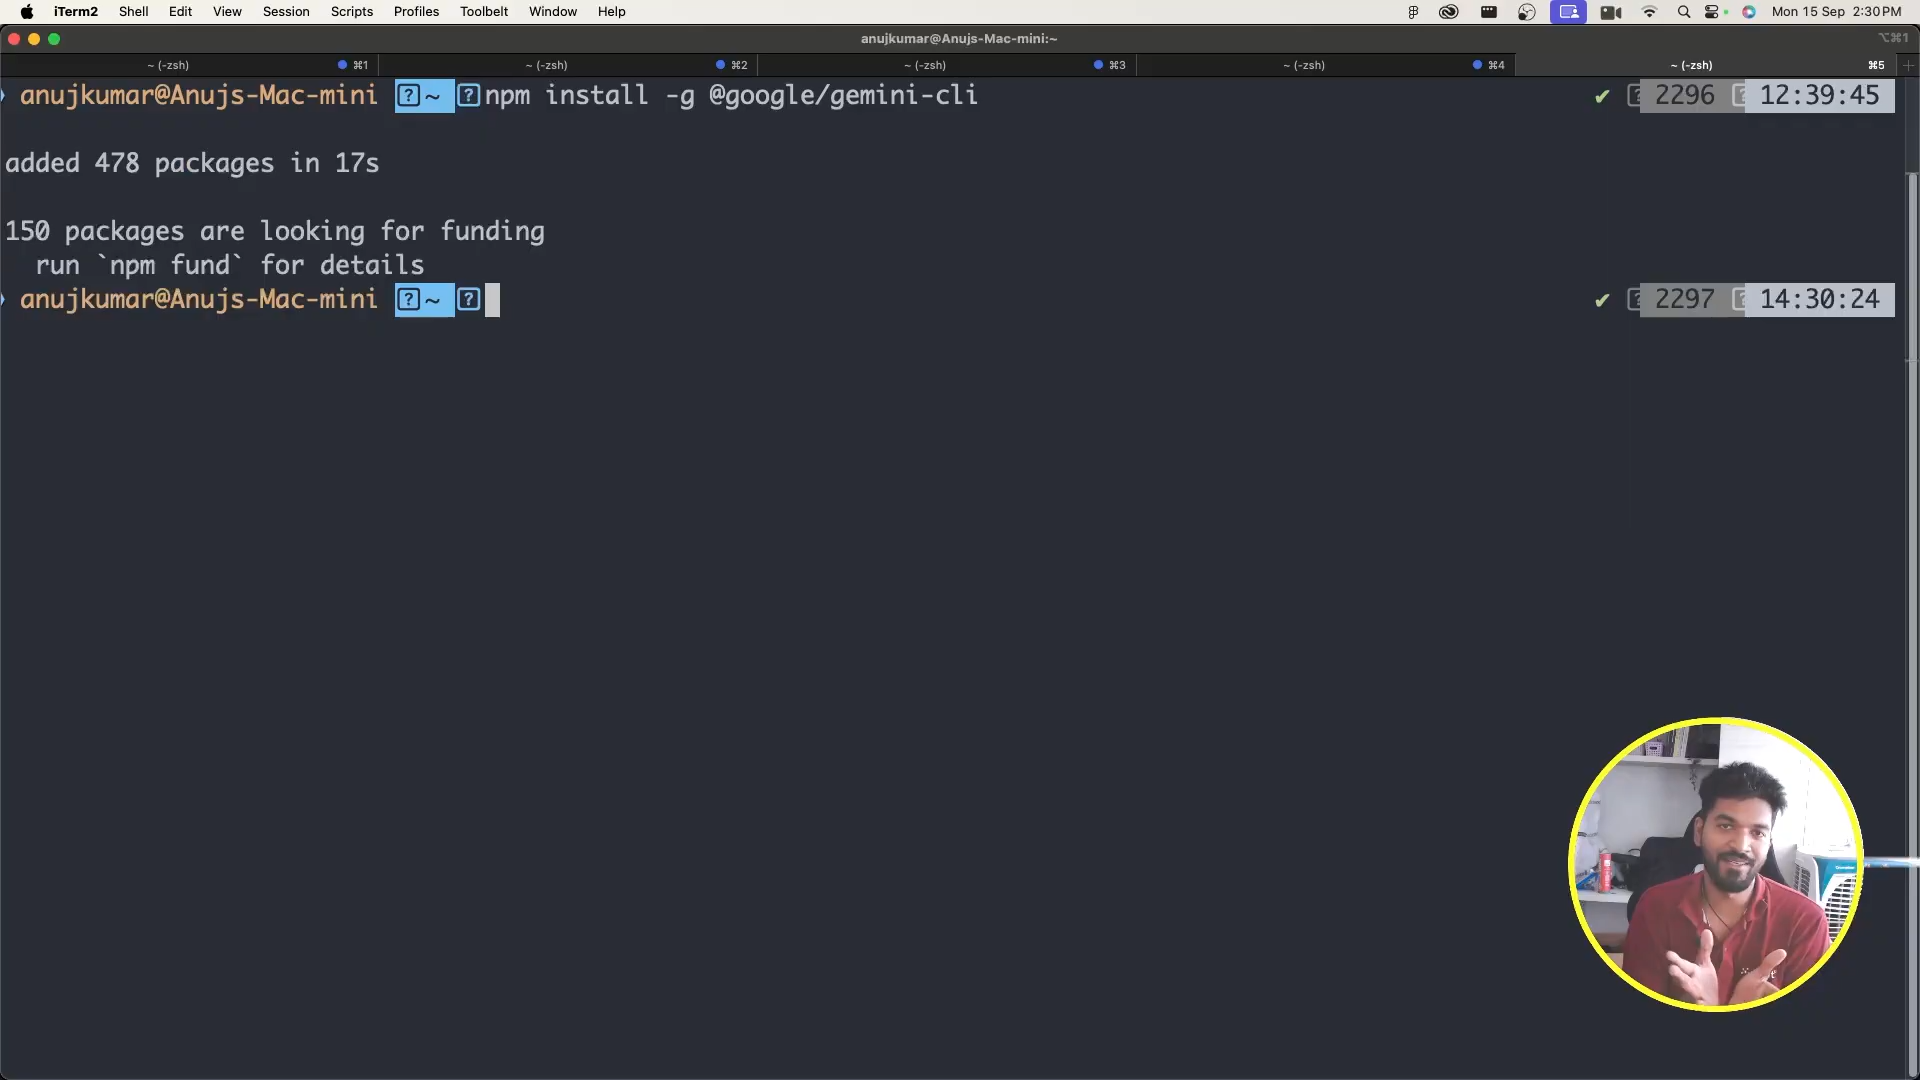 iTerm2 Shell Edit View Session Scripts Profiles Toolbelt Window Help Mon 15 Sep 2:30 PM
anujkumar@Anujs-Mac-mini:~ ⌥⌘1
~ (-zsh) ⌘1 ~ (-zsh) ⌘2 ~ (-zsh) ⌘3 ~ (-zsh) ⌘4 ~ (-zsh) ⌘5
anujkumar@Anujs-Mac-mini ~ npm install -g @google/gemini-cli ✔ 2296 12:39:45
added 478 packages in 17s
150 packages are looking for funding
run `npm fund` for details
anujkumar@Anujs-Mac-mini ~ ✔ 2297 14:30:24